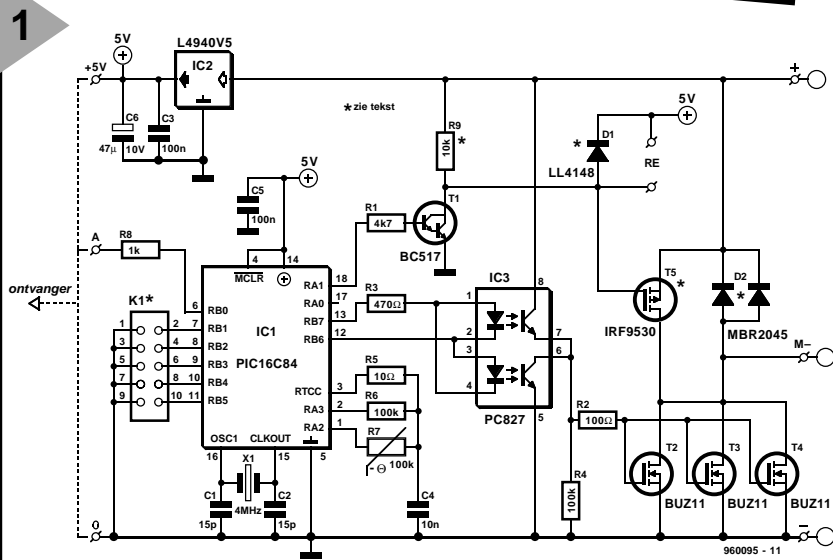 1
5V
+5V
L4940V5
IC2
C6
47µ
10V
C3
100n
* zie tekst
R9
10k
*
5V
D1
*
LL4148
RE
+
C5
100n
5V
R1
4k7
T1
BC517
A
R8
1k
ontvanger
K1*
1
2
3
4
5
6
7
8
9
10
4
14
MCLR
6
RB0
7
RB1
8
RB2
9
RB3
10
RB4
11
RB5
IC1
PIC16C84
RA1
18
RA0
17
RB7
13
RB6
12
RTCC
3
RA3
2
RA2
1
OSC1
CLKOUT
16
15
5
X1
4MHz
C1
15p
C2
15p
R3
470Ω
R5
10Ω
R6
100k
R7
-Θ
100k
C4
10n
IC3
1
2
3
4
8
7
6
5
PC827
R2
100Ω
R4
100k
T5
*
IRF9530
D2
*
MBR2045
M–
T2
BUZ11
T3
BUZ11
T4
BUZ11
0
–
960095 - 11